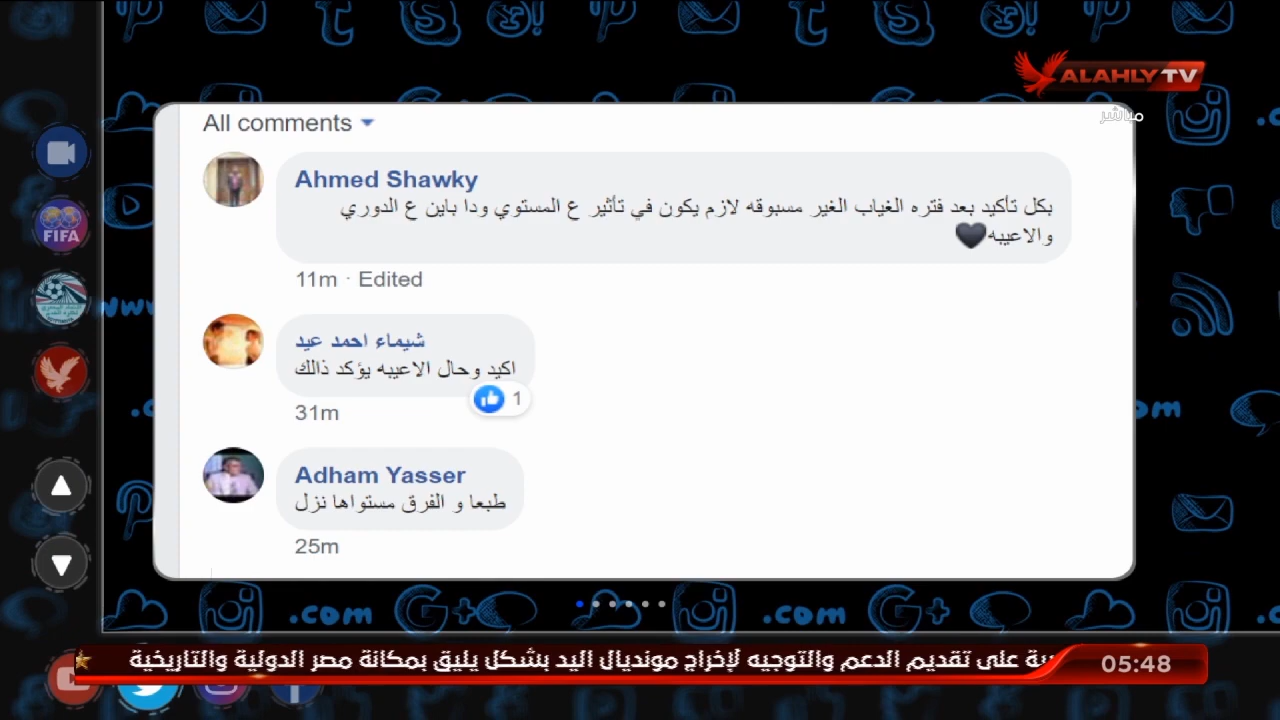 ALAHLY TV
مباشر
All comments
Ahmed Shawky
بكل تأكيد بعد فتره الغياب الغير مسبوقه لازم يكون في تأثير ع المستوي ودا باين ع الدوري
والاعيبه🖤
11m · Edited
شيماء احمد عيد
اكيد وحال الاعيبه يؤكد ذالك
1
31m
Adham Yasser
طبعا و الفرق مستواها نزل
25m
FIFA
www
.com
.com
على تقديم الدعم والتوجيه لإخراج مونديال اليد بشكل يليق بمكانة مصر الدولية والتاريخية
05:48